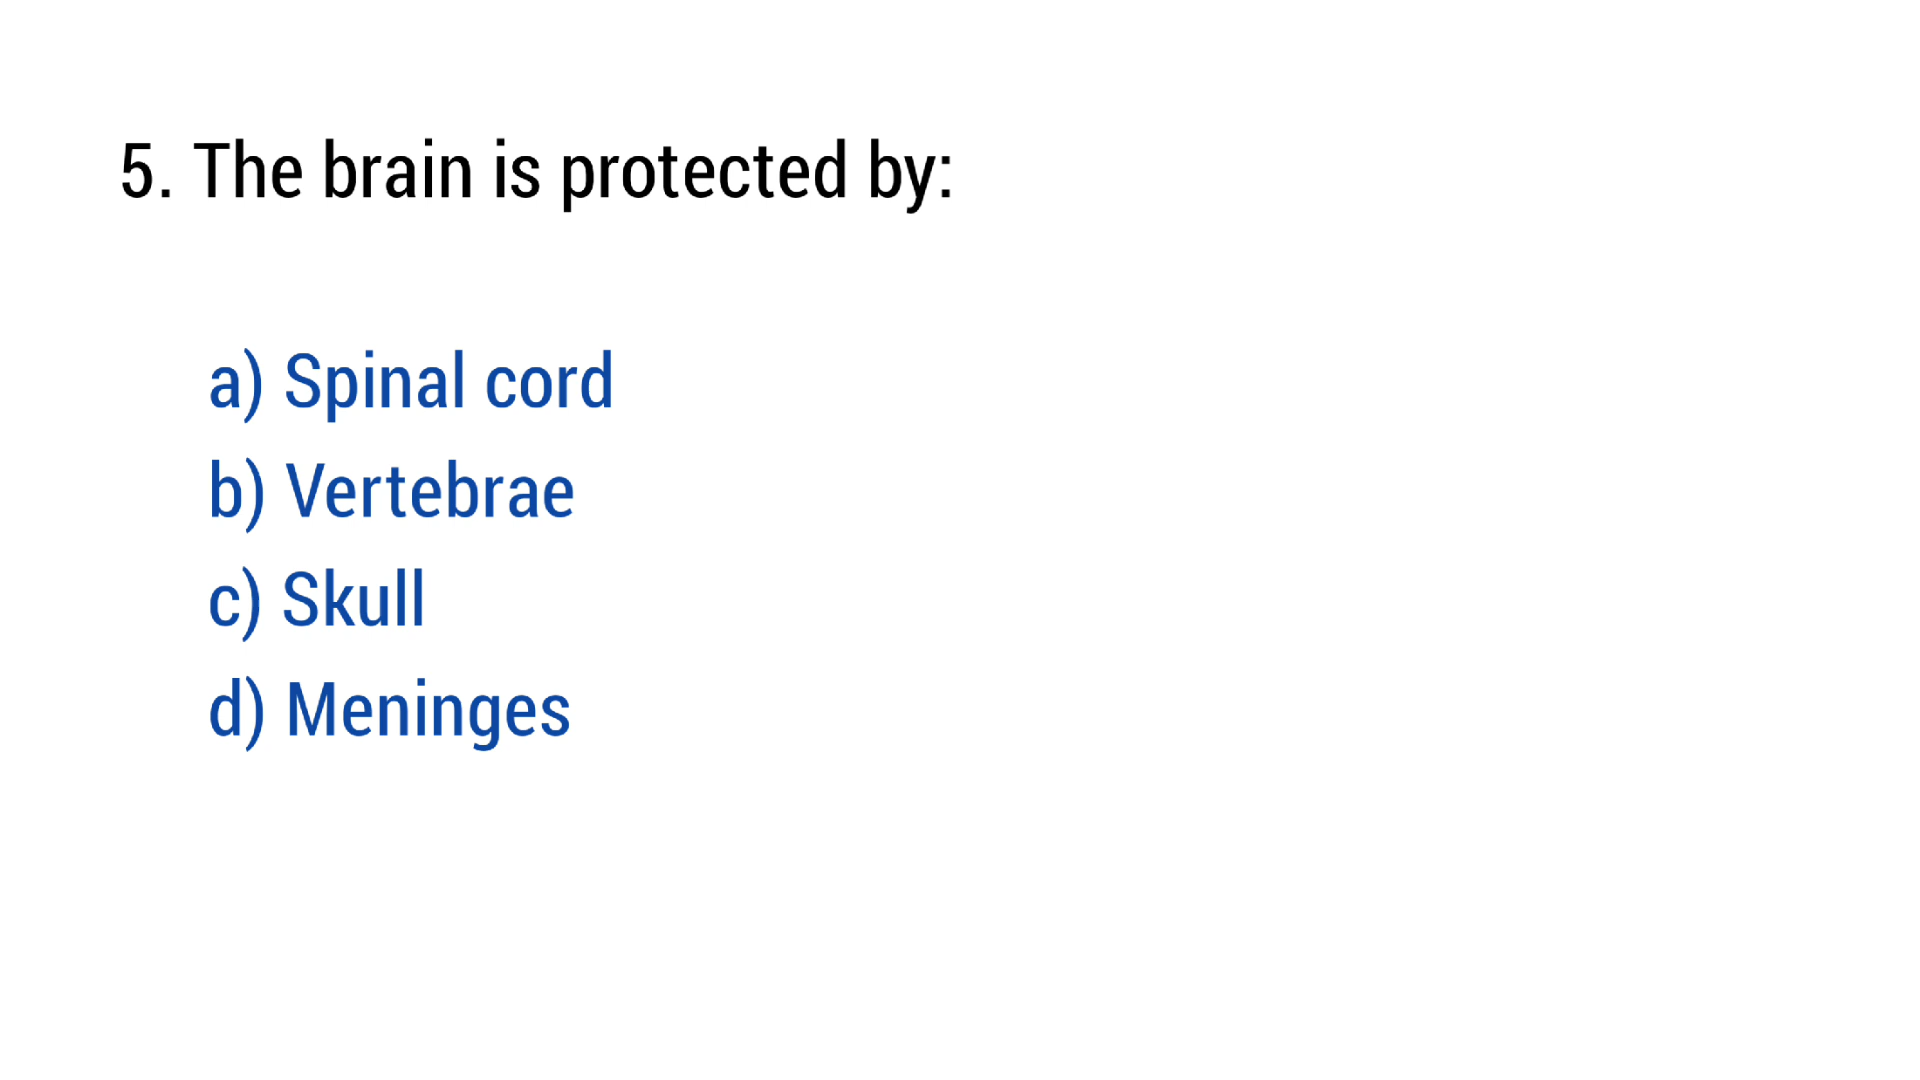 5. The brain is protected by:
a) Spinal cord
b) Vertebrae
c) Skull
d) Meninges